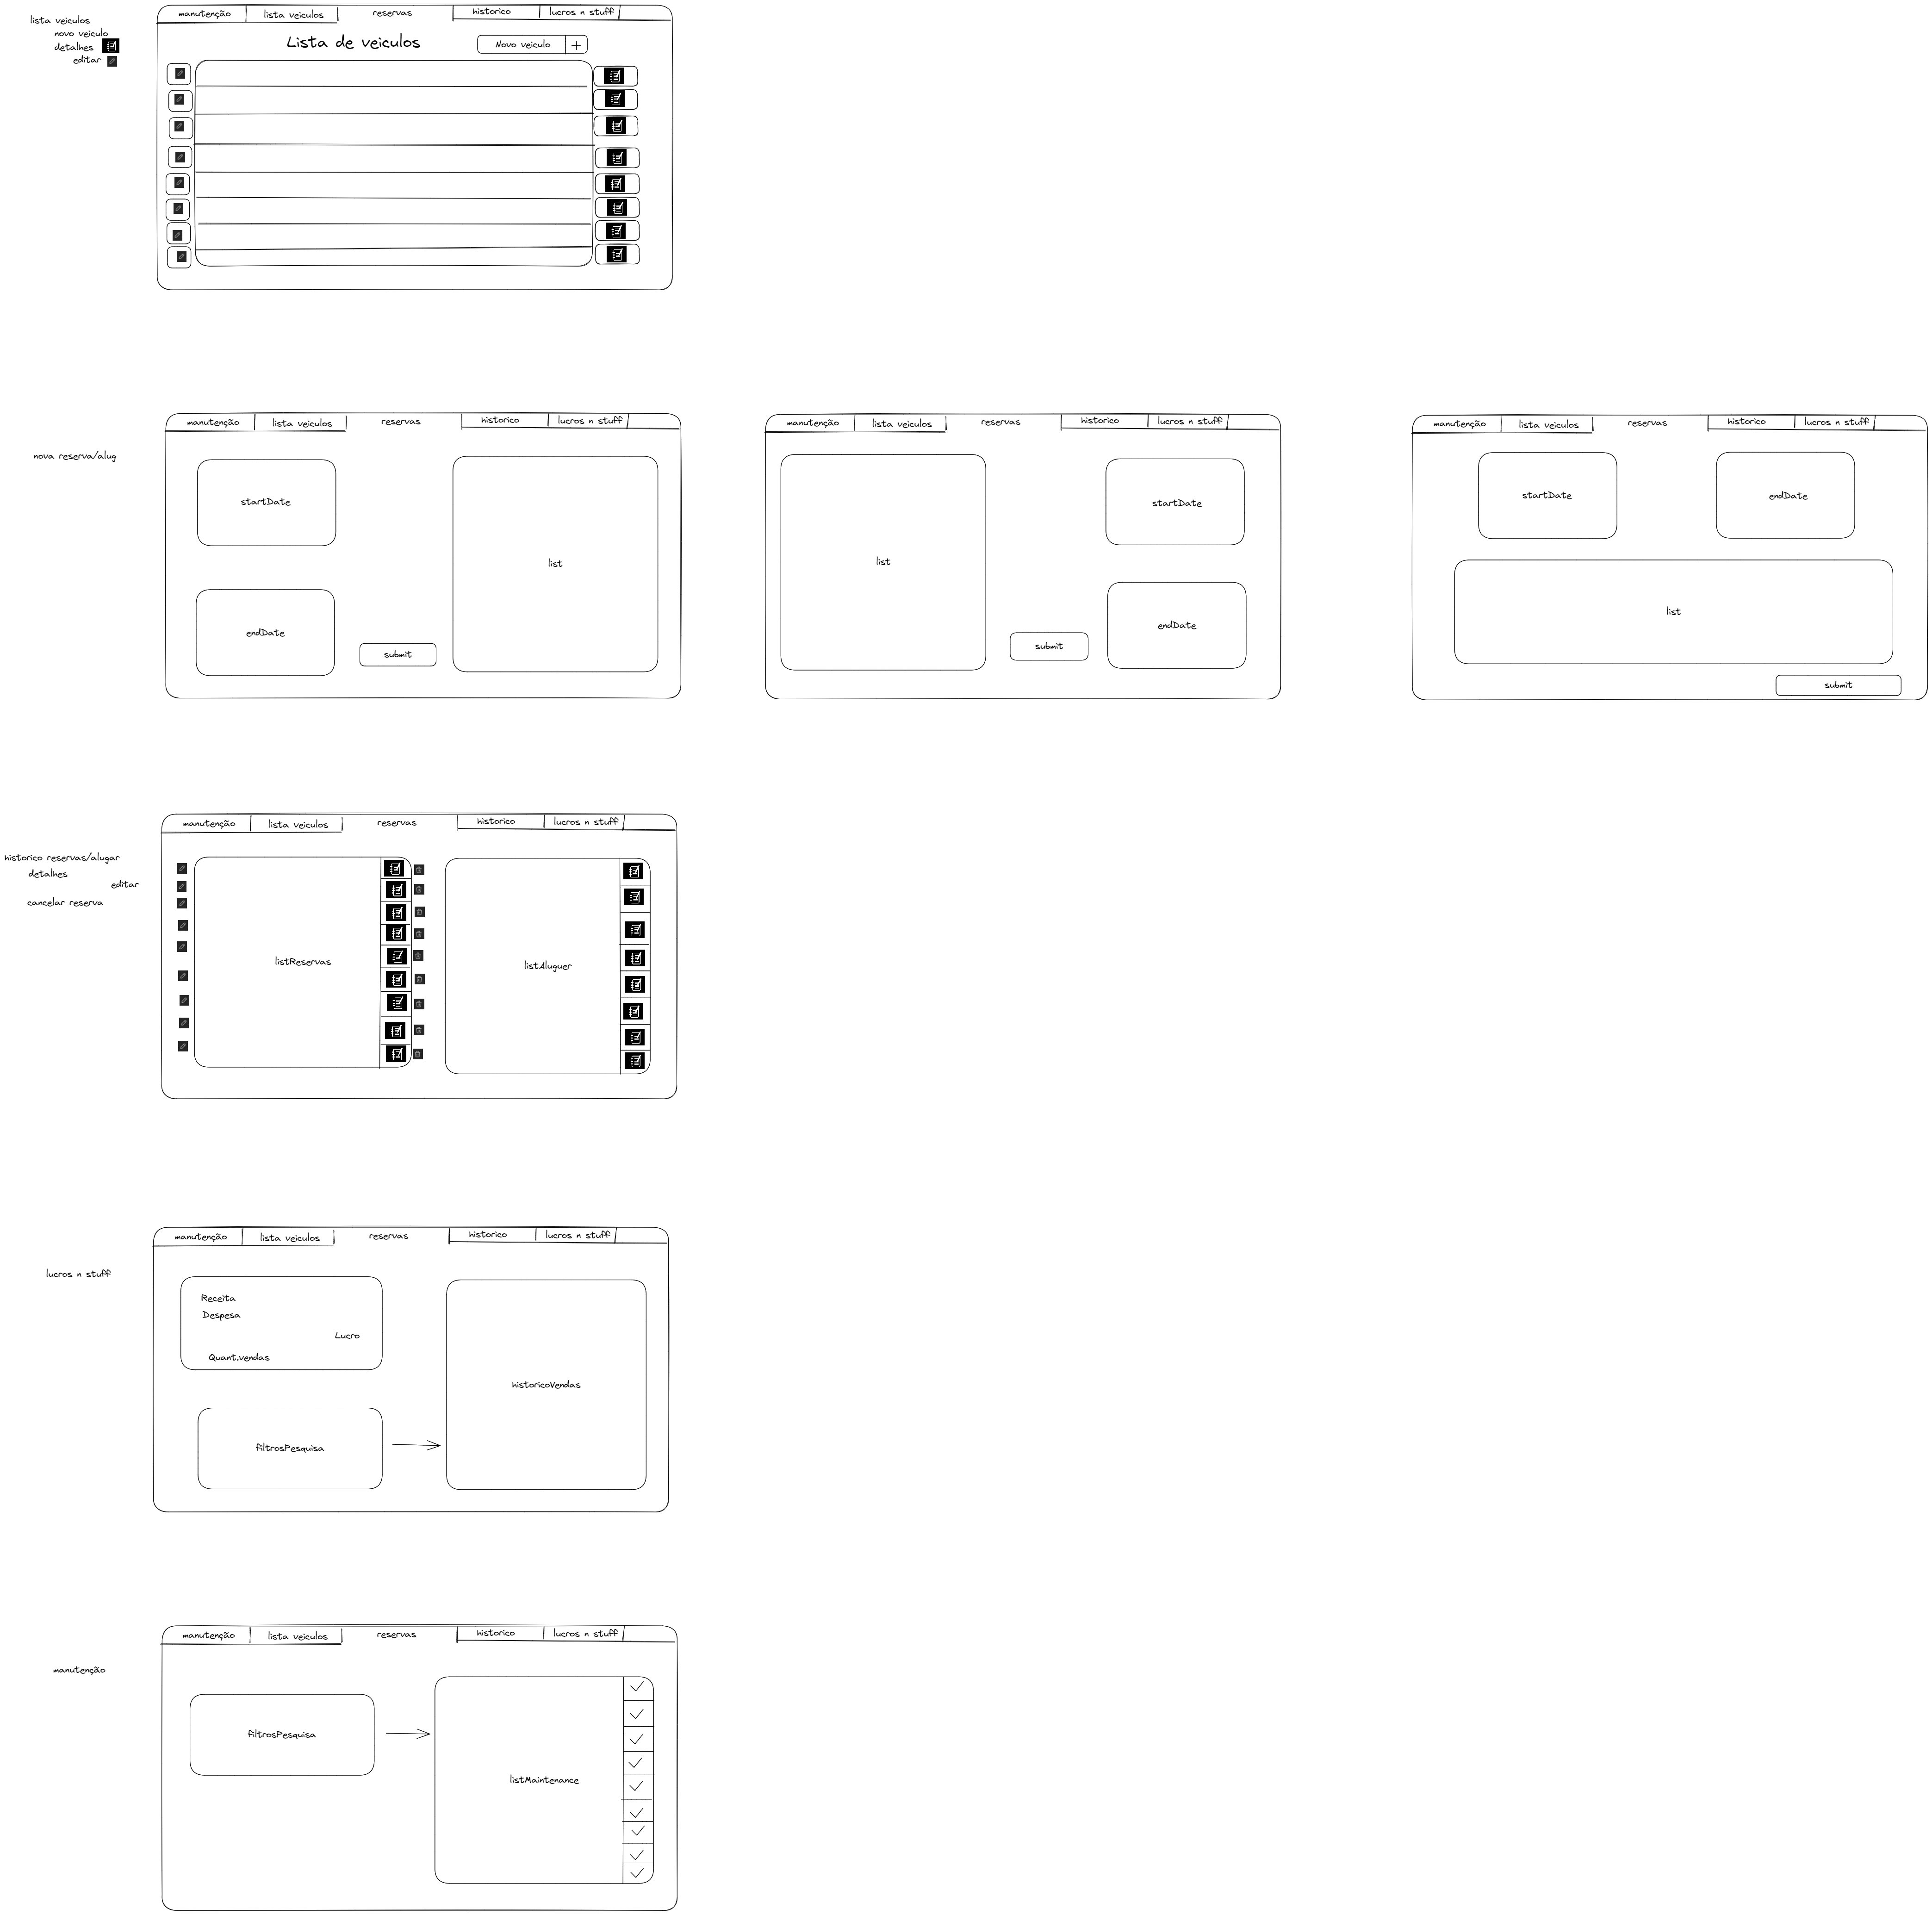 lista veiculos
novo veiculo
detalhes
editar
manutenção lista veiculos reservas historico lucros n stuff
Lista de veiculos Novo veiculo +
nova reserva/alug
manutenção lista veiculos reservas historico lucros n stuff
startDate
list
endDate
submit
manutenção lista veiculos reservas historico lucros n stuff
list
startDate
endDate
submit
manutenção lista veiculos reservas historico lucros n stuff
startDate endDate
list
submit
historico reservas/alugar
detalhes
editar
cancelar reserva
manutenção lista veiculos reservas historico lucros n stuff
listReservas listAluguer
lucros n stuff
manutenção lista veiculos reservas historico lucros n stuff
Receita
Despesa
Lucro
Quant.vendas
historicoVendas
filtrosPesquisa
manutenção
manutenção lista veiculos reservas historico lucros n stuff
filtrosPesquisa
listMaintenance